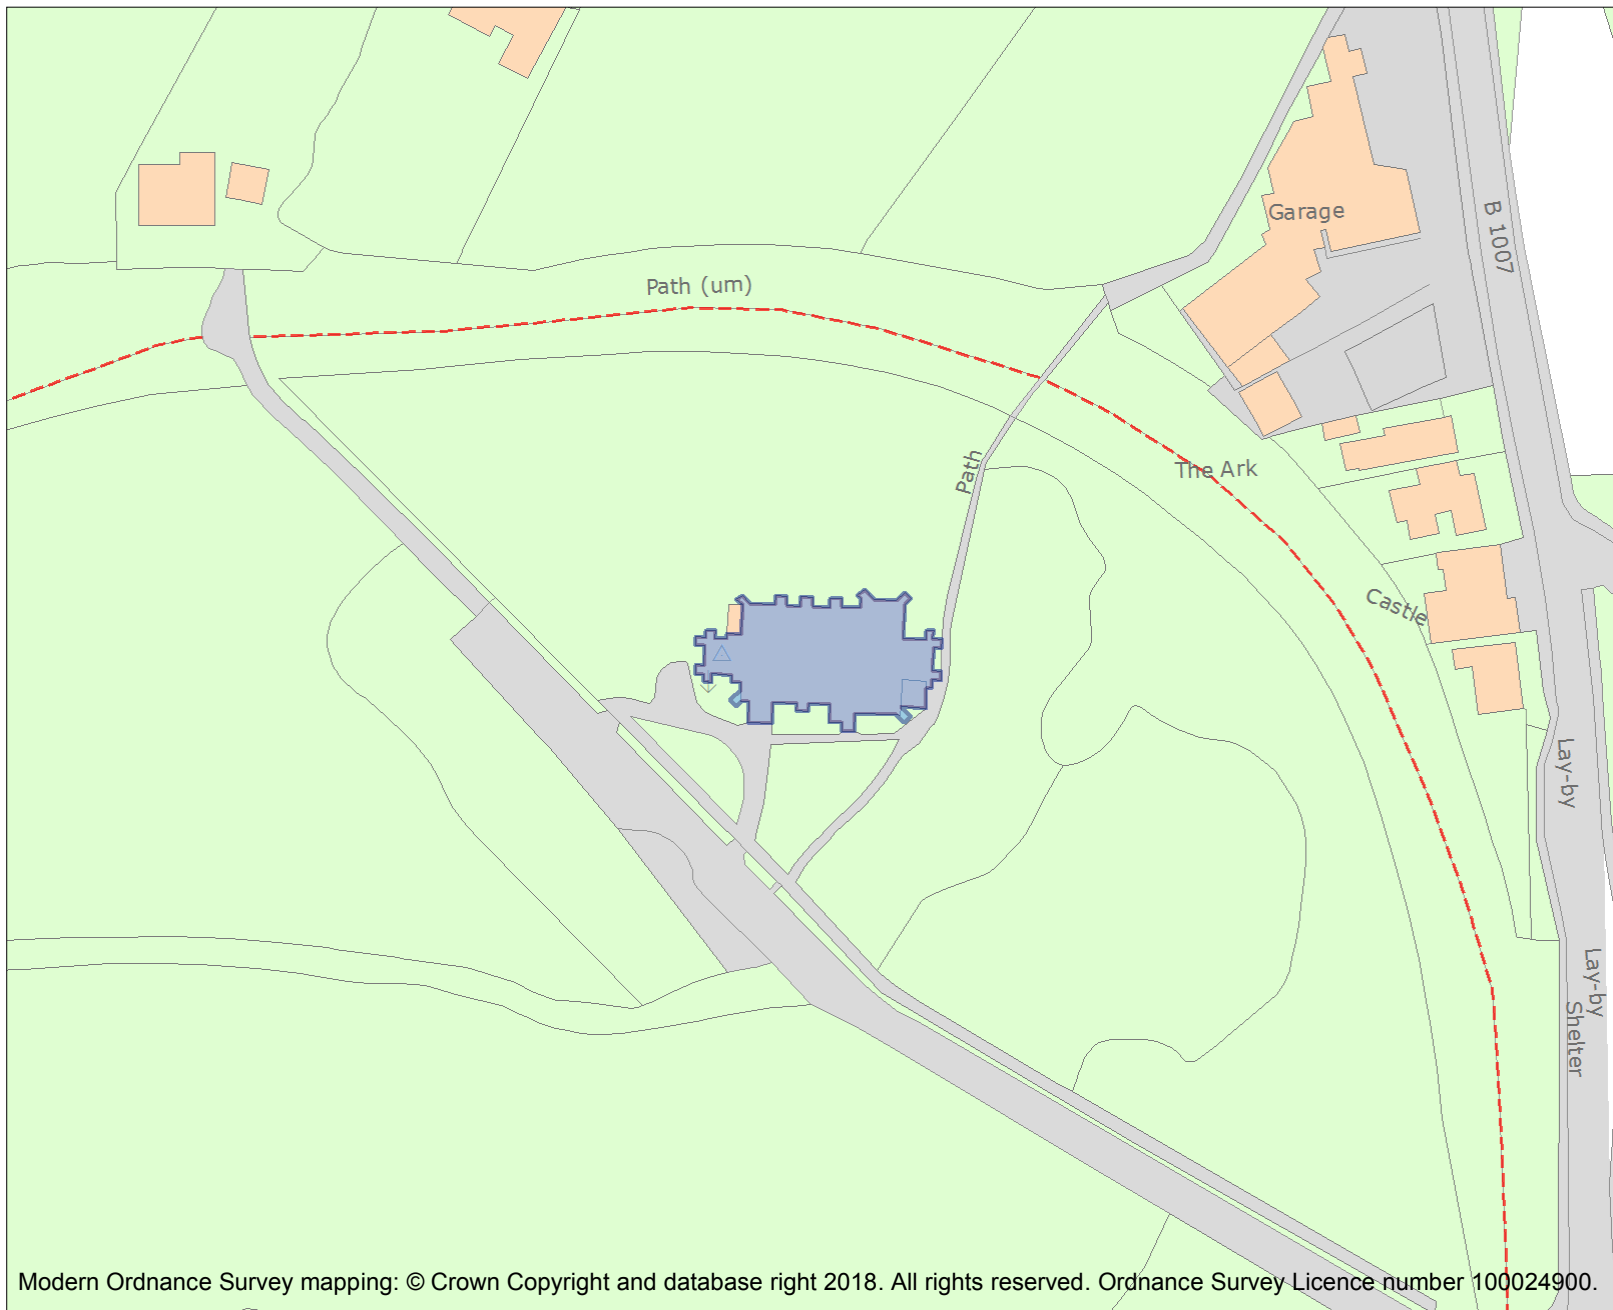 Garage
B 1007
Path (um)
Path
The Ark
Castle
Lay-by
Lay-by
Shelter
Modern Ordnance Survey mapping: © Crown Copyright and database right 2018. All rights reserved. Ordnance Survey Licence number 100024900.